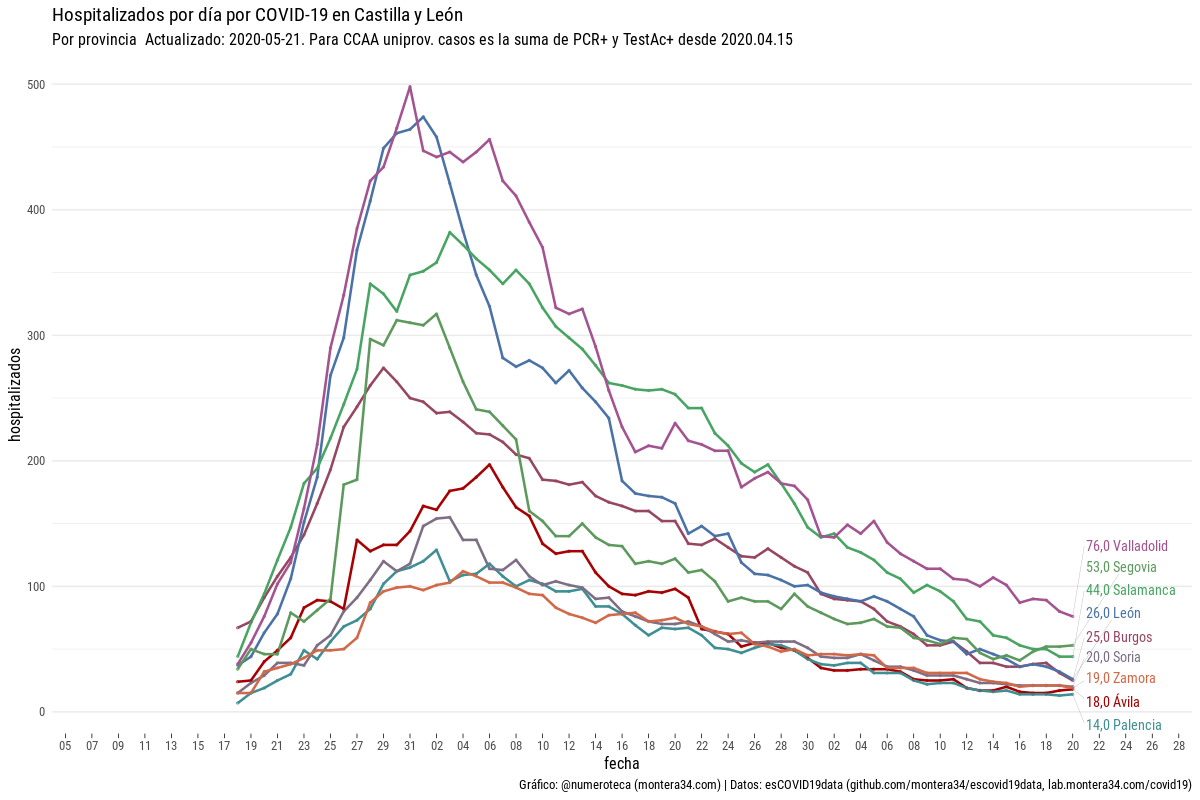 Hospitalizados por día por COVID-19 en Castilla y León
Por provincia  Actualizado: 2020-05-21. Para CCAA uniprov. casos es la suma de PCR+ y TestAc+ desde 2020.04.15
hospitalizados
500
400
300
200
100
0
76,0 Valladolid
53,0 Segovia
44,0 Salamanca
26,0 León
25,0 Burgos
20,0 Soria
19,0 Zamora
18,0 Ávila
14,0 Palencia
05 07 09 11 13 15 17 19 21 23 25 27 29 31 02 04 06 08 10 12 14 16 18 20 22 24 26 28 30 02 04 06 08 10 12 14 16 18 20 22 24 26 28
fecha
Gráfico: @numeroteca (montera34.com) | Datos: esCOVID19data (github.com/montera34/escovid19data, lab.montera34.com/covid19)